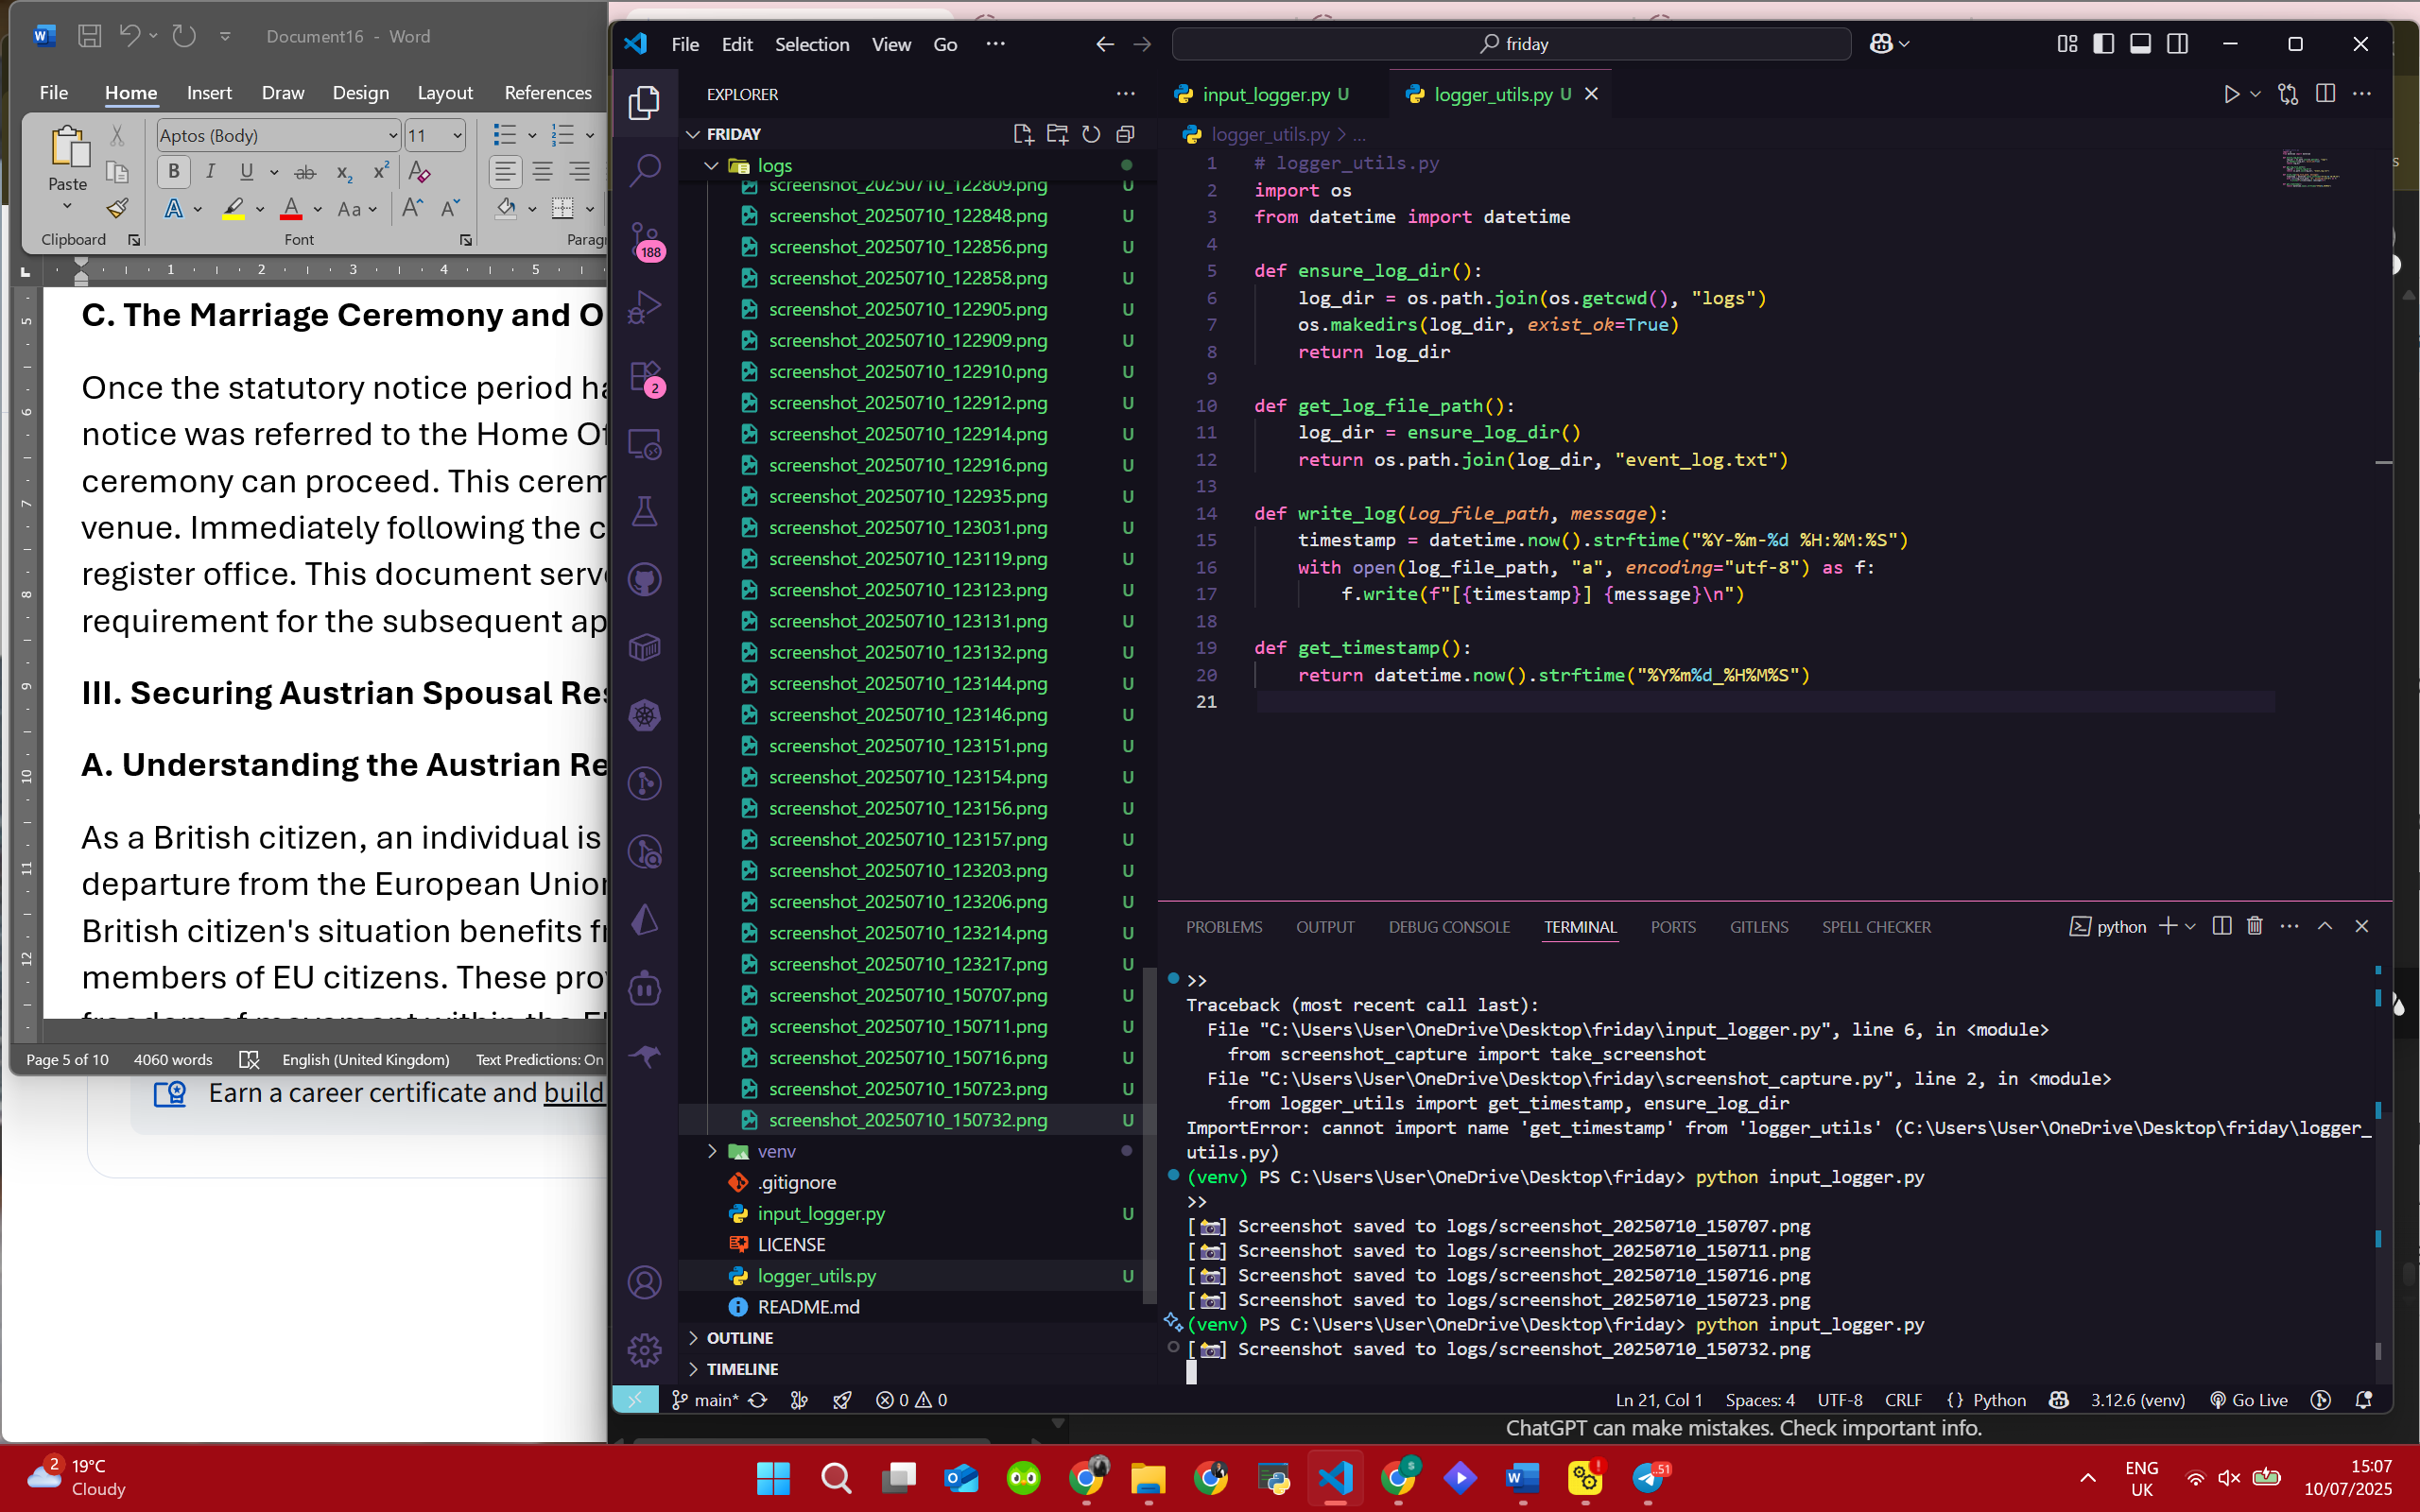 Document16 - Word
File Home Insert Draw Design Layout References
Paste
Aptos (Body) 11
B I U ab x₂ x²
A A Aa A A
Clipboard Font
1 2 3 4 5
C. The Marriage Ceremony and O
Once the statutory notice period
notice was referred to the Home
ceremony can proceed. This
venue. Immediately following the
register office. This document
requirement for the subsequent
III. Securing Austrian Spousal
A. Understanding the Austrian
As a British citizen, an individual is
departure from the European Union
British citizen's situation benefits
members of EU citizens. These
Page 5 of 10 4060 words English (United Kingdom) Text Predictions: On
Earn a career certificate and build
File Edit Selection View Go ···
friday
EXPLORER
FRIDAY
logs
screenshot_20250710_122809.png U
screenshot_20250710_122848.png U
screenshot_20250710_122856.png U
screenshot_20250710_122858.png U
screenshot_20250710_122905.png U
screenshot_20250710_122909.png U
screenshot_20250710_122910.png U
screenshot_20250710_122912.png U
screenshot_20250710_122914.png U
screenshot_20250710_122916.png U
screenshot_20250710_122935.png U
screenshot_20250710_123031.png U
screenshot_20250710_123119.png U
screenshot_20250710_123123.png U
screenshot_20250710_123131.png U
screenshot_20250710_123132.png U
screenshot_20250710_123144.png U
screenshot_20250710_123146.png U
screenshot_20250710_123151.png U
screenshot_20250710_123154.png U
screenshot_20250710_123156.png U
screenshot_20250710_123157.png U
screenshot_20250710_123203.png U
screenshot_20250710_123206.png U
screenshot_20250710_123214.png U
screenshot_20250710_123217.png U
screenshot_20250710_150707.png U
screenshot_20250710_150711.png U
screenshot_20250710_150716.png U
screenshot_20250710_150723.png U
screenshot_20250710_150732.png U
venv
.gitignore
input_logger.py U
LICENSE
logger_utils.py U
README.md
OUTLINE
TIMELINE
188
2
input_logger.py U logger_utils.py U
logger_utils.py > ...
1 # logger_utils.py
2 import os
3 from datetime import datetime
4
5 def ensure_log_dir():
6 log_dir = os.path.join(os.getcwd(), "logs")
7 os.makedirs(log_dir, exist_ok=True)
8 return log_dir
9
10 def get_log_file_path():
11 log_dir = ensure_log_dir()
12 return os.path.join(log_dir, "event_log.txt")
13
14 def write_log(log_file_path, message):
15 timestamp = datetime.now().strftime("%Y-%m-%d %H:%M:%S")
16 with open(log_file_path, "a", encoding="utf-8") as f:
17 f.write(f"[{timestamp}] {message}\n")
18
19 def get_timestamp():
20 return datetime.now().strftime("%Y%m%d_%H%M%S")
21
PROBLEMS OUTPUT DEBUG CONSOLE TERMINAL PORTS GITLENS SPELL CHECKER
python
>>
Traceback (most recent call last):
File "C:\Users\User\OneDrive\Desktop\friday\input_logger.py", line 6, in <module>
from screenshot_capture import take_screenshot
File "C:\Users\User\OneDrive\Desktop\friday\screenshot_capture.py", line 2, in <module>
from logger_utils import get_timestamp, ensure_log_dir
ImportError: cannot import name 'get_timestamp' from 'logger_utils' (C:\Users\User\OneDrive\Desktop\friday\logger_
utils.py)
(venv) PS C:\Users\User\OneDrive\Desktop\friday> python input_logger.py
>>
[📷] Screenshot saved to logs/screenshot_20250710_150707.png
[📷] Screenshot saved to logs/screenshot_20250710_150711.png
[📷] Screenshot saved to logs/screenshot_20250710_150716.png
[📷] Screenshot saved to logs/screenshot_20250710_150723.png
(venv) PS C:\Users\User\OneDrive\Desktop\friday> python input_logger.py
[📷] Screenshot saved to logs/screenshot_20250710_150732.png
main* 0 0
Ln 21, Col 1 Spaces: 4 UTF-8 CRLF {} Python 3.12.6 (venv) Go Live
ChatGPT can make mistakes. Check important info.
2
19°C
Cloudy
51
ENG
UK
15:07
10/07/2025